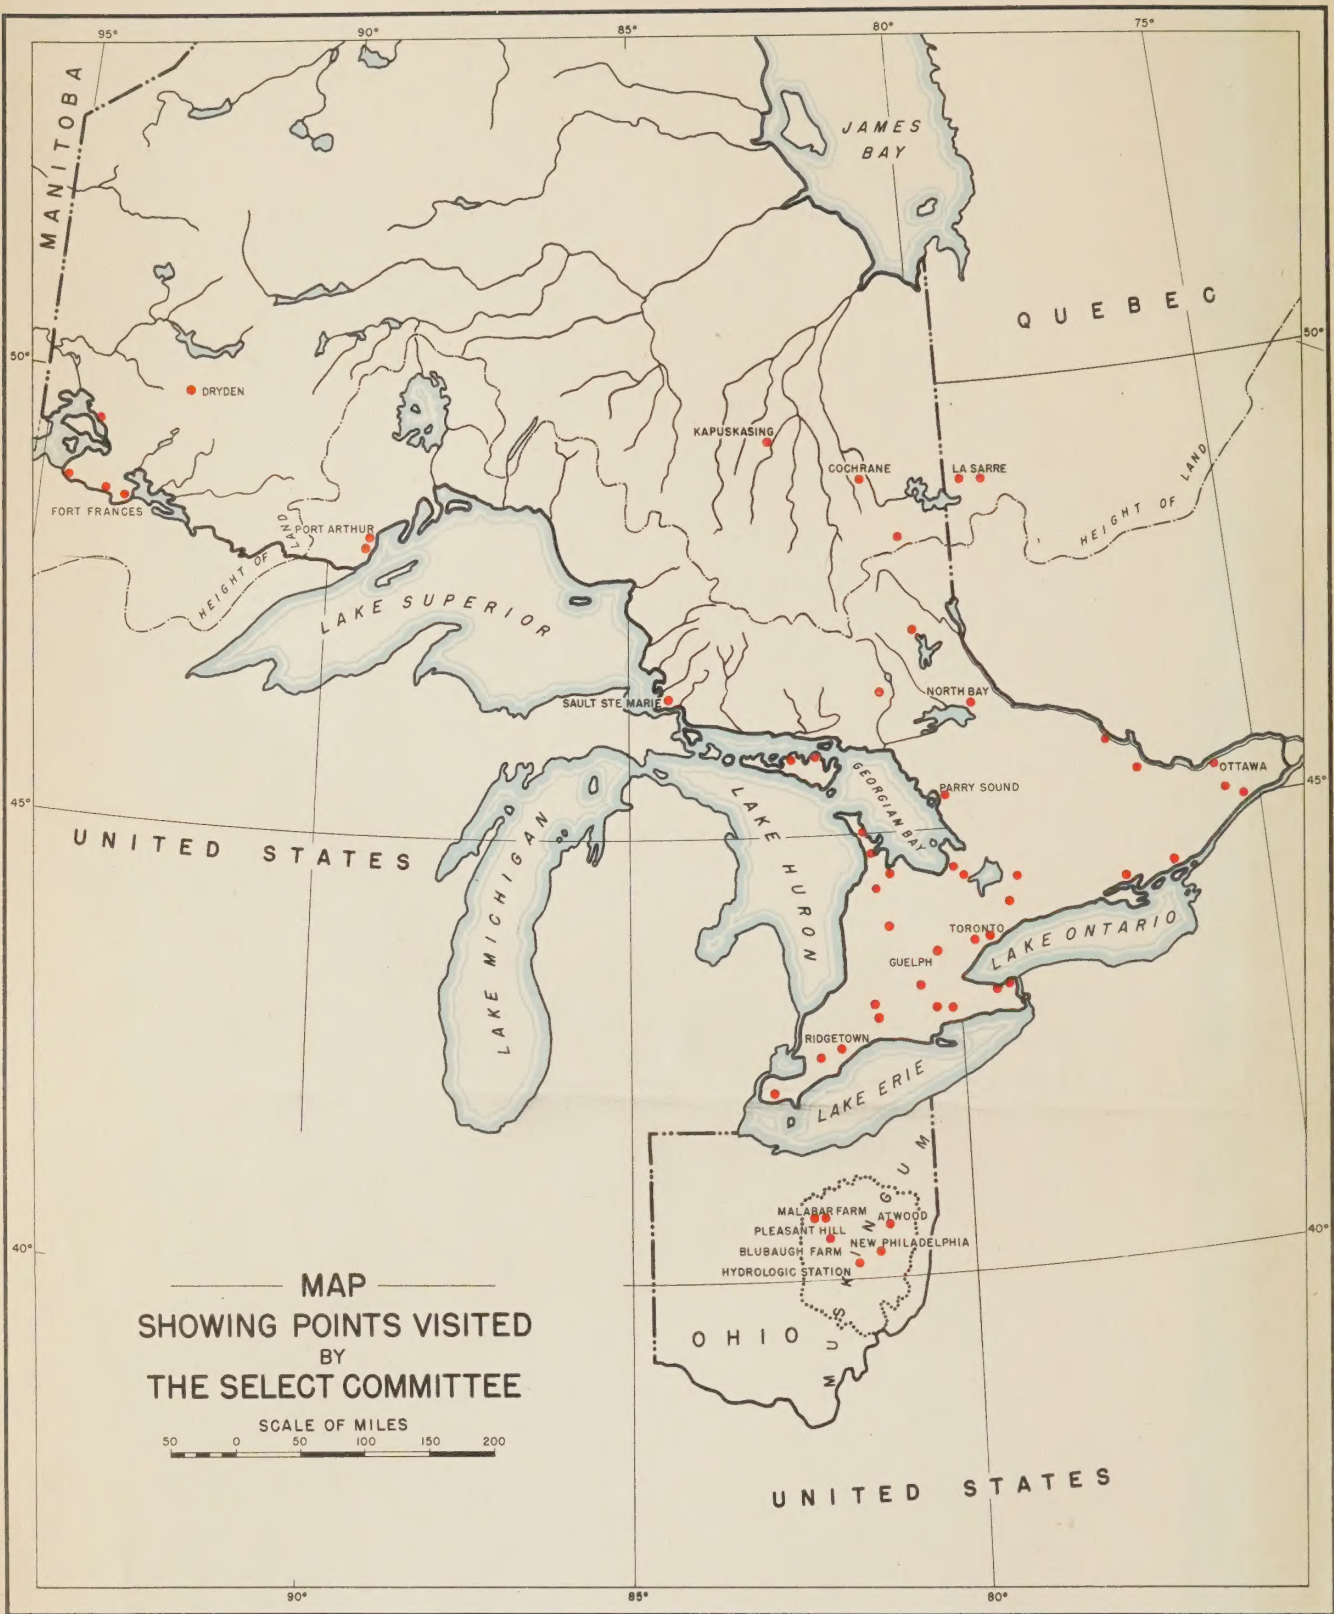 95°
90°
85°
80°
75°
MANITOBA
JAMES
BAY
QUEBEC
50°
50°
DRYDEN
KAPUSKASING
COCHRANE
LA SARRE
HEIGHT OF LAND
FORT FRANCES
PORT ARTHUR
HEIGHT OF LAND
LAKE SUPERIOR
SAULT STE MARIE
NORTH BAY
OTTAWA
GEORGIAN BAY
PARRY SOUND
45°
45°
UNITED STATES
LAKE MICHIGAN
LAKE HURON
TORONTO
LAKE ONTARIO
GUELPH
RIDGETOWN
LAKE ERIE
MUSKINGUM
MALABAR FARM
ATWOOD
PLEASANT HILL
NEW PHILADELPHIA
BLUBAUGH FARM
HYDROLOGIC STATION
40°
40°
OHIO
MAP
SHOWING POINTS VISITED
BY
THE SELECT COMMITTEE
SCALE OF MILES
50 0 50 100 150 200
UNITED STATES
90°
85°
80°